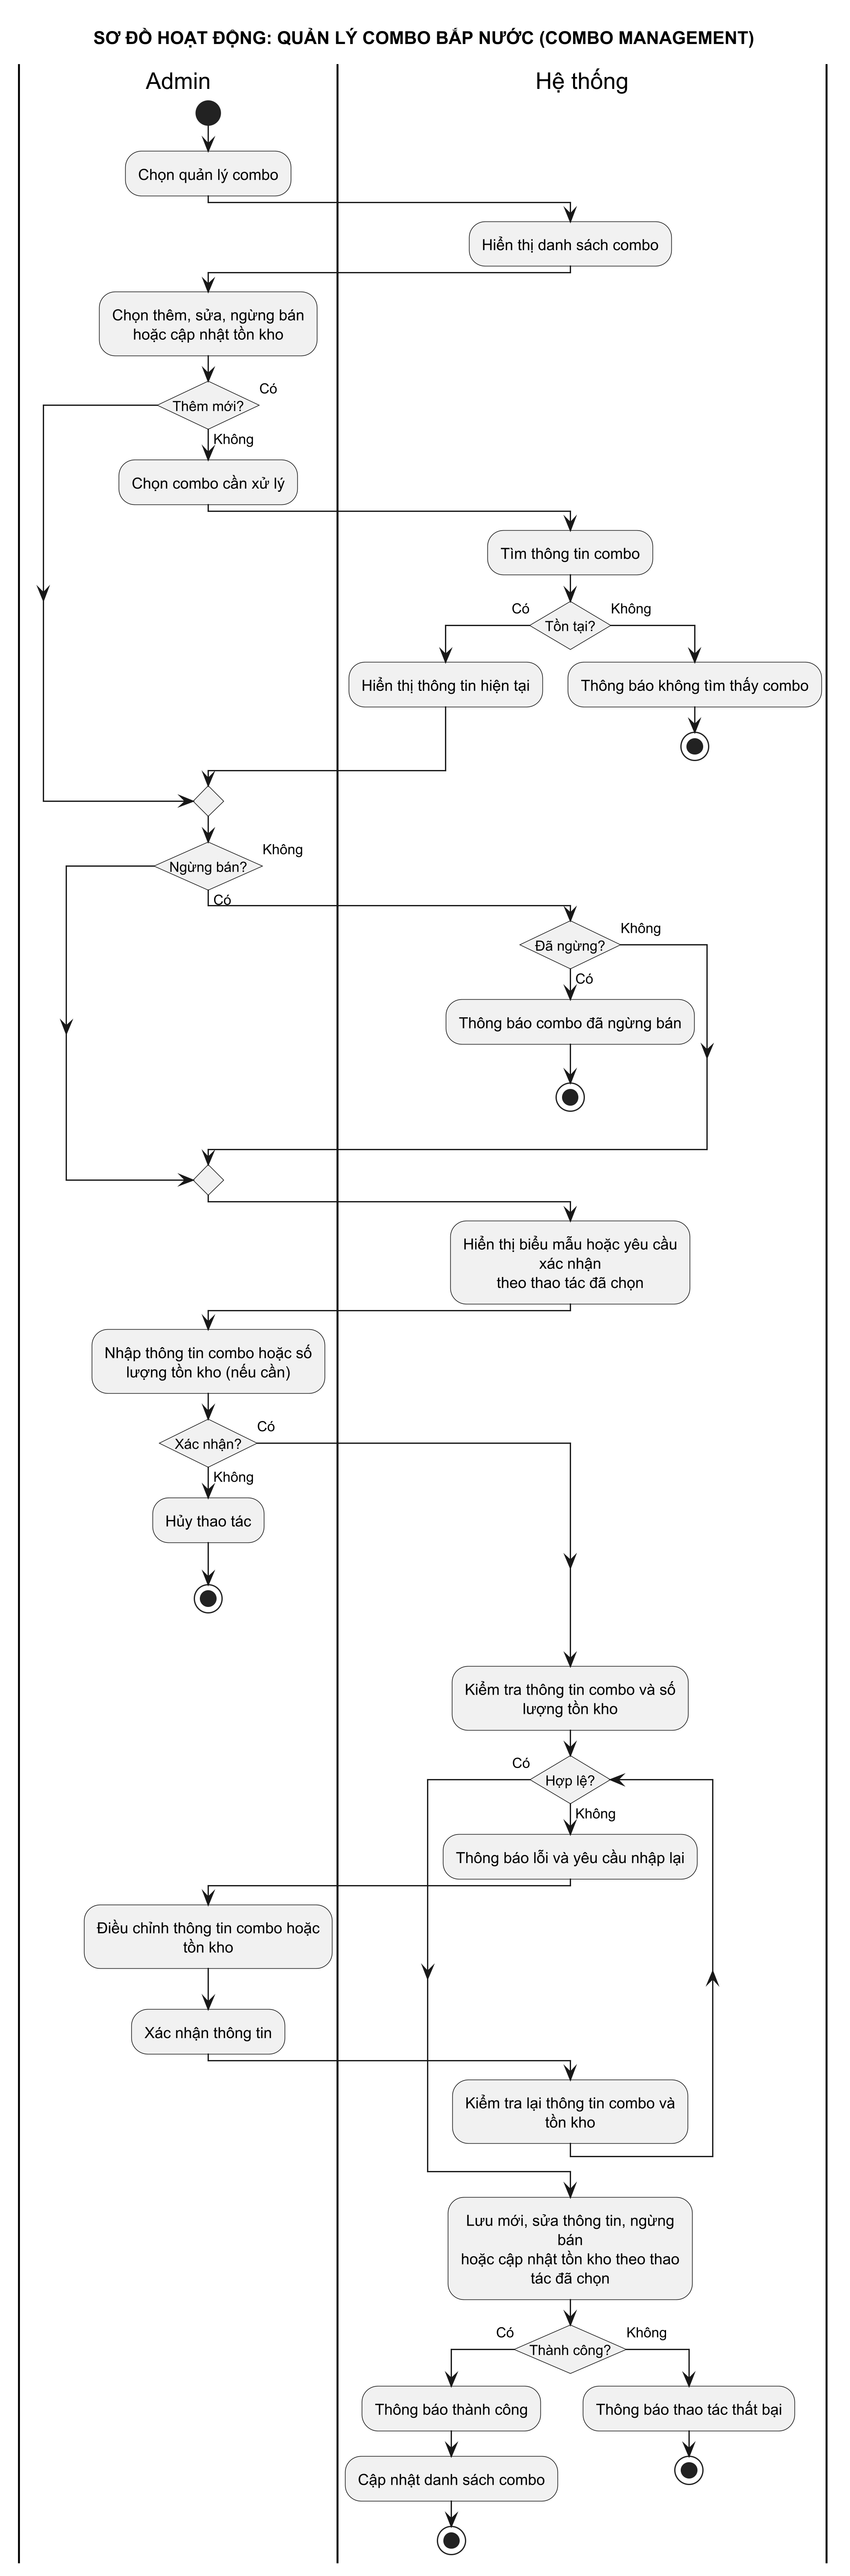 SƠ ĐỒ HOẠT ĐỘNG: QUẢN LÝ COMBO BẮP NƯỚC (COMBO MANAGEMENT)
Admin
Hệ thống
Chọn quản lý combo
Hiển thị danh sách combo
Chọn thêm, sửa, ngừng bán
hoặc cập nhật tồn kho
Có
Thêm mới?
Không
Chọn combo cần xử lý
Tìm thông tin combo
Có
Không
Tồn tại?
Hiển thị thông tin hiện tại
Thông báo không tìm thấy combo
Không
Ngừng bán?
Có
Không
Đã ngừng?
Có
Thông báo combo đã ngừng bán
Hiển thị biểu mẫu hoặc yêu cầu
xác nhận
theo thao tác đã chọn
Nhập thông tin combo hoặc số
lượng tồn kho (nếu cần)
Có
Xác nhận?
Không
Hủy thao tác
Kiểm tra thông tin combo và số
lượng tồn kho
Có
Hợp lệ?
Không
Thông báo lỗi và yêu cầu nhập lại
Điều chỉnh thông tin combo hoặc
tồn kho
Xác nhận thông tin
Kiểm tra lại thông tin combo và
tồn kho
Lưu mới, sửa thông tin, ngừng
bán
hoặc cập nhật tồn kho theo thao
tác đã chọn
Có
Không
Thành công?
Thông báo thành công
Thông báo thao tác thất bại
Cập nhật danh sách combo